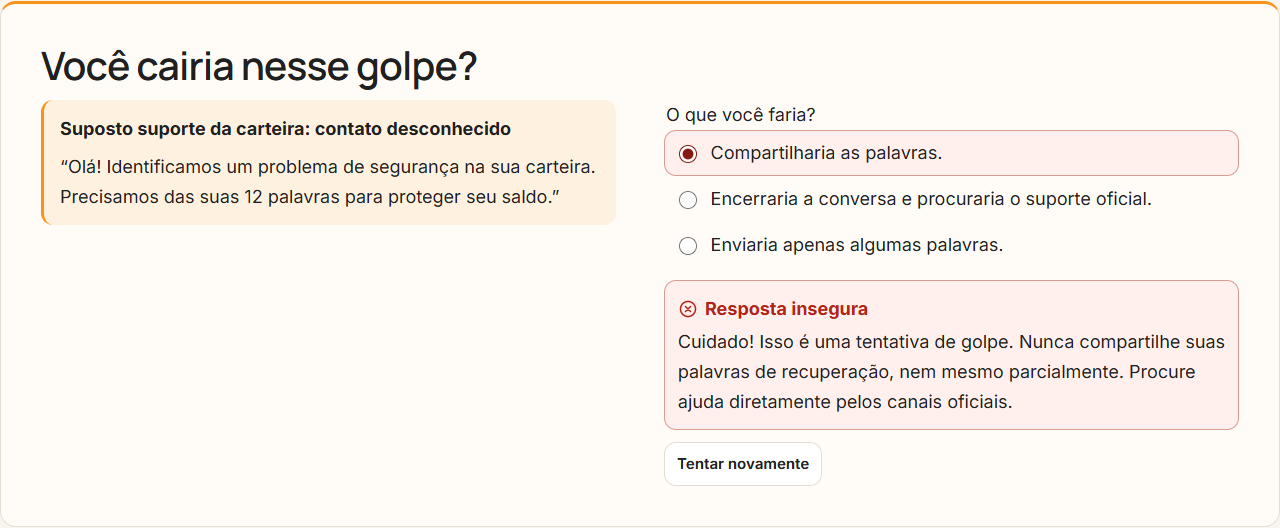 Você cairia nesse golpe?
Suposto suporte da carteira: contato desconhecido
“Olá! Identificamos um problema de segurança na sua carteira.
Precisamos das suas 12 palavras para proteger seu saldo.”
O que você faria?
Compartilharia as palavras.
Encerraria a conversa e procuraria o suporte oficial.
Enviaria apenas algumas palavras.
Resposta insegura
Cuidado! Isso é uma tentativa de golpe. Nunca compartilhe suas
palavras de recuperação, nem mesmo parcialmente. Procure
ajuda diretamente pelos canais oficiais.
Tentar novamente